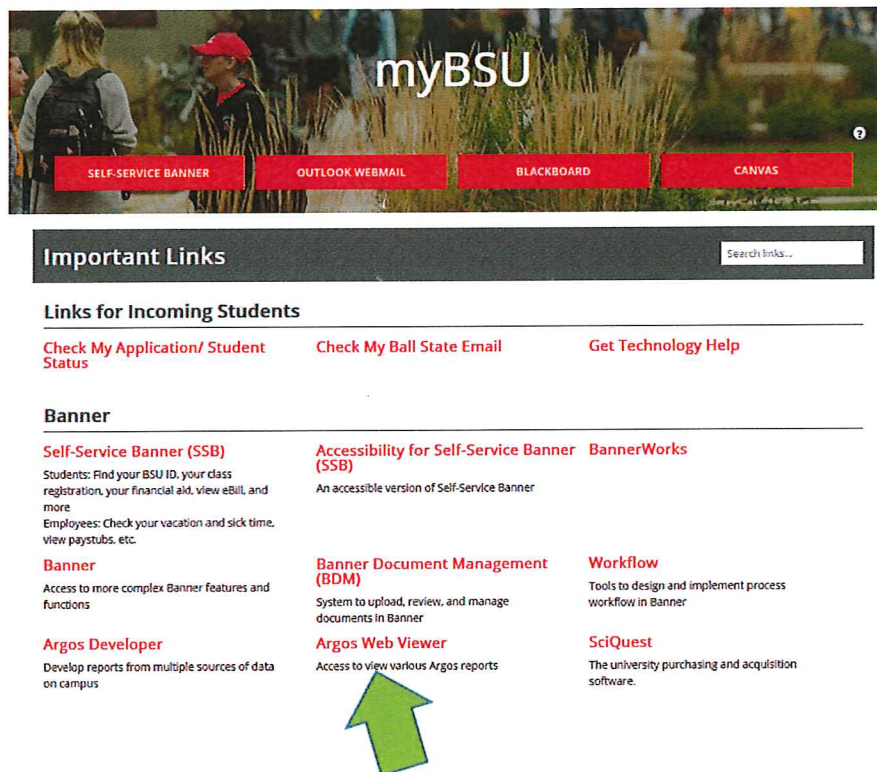 myBSU
?
SELF-SERVICE BANNER
OUTLOOK WEBMAIL
BLACKBOARD
CANVAS
Important Links
Search links...
Links for Incoming Students
Check My Application/ Student
Status
Check My Ball State Email
Get Technology Help
Banner
Self-Service Banner (SSB)
Students: Find your BSU ID, your class
registration, your financial aid, view eBill, and
more
Employees: Check your vacation and sick time,
view paystubs, etc.
Accessibility for Self-Service Banner
(SSB)
An accessible version of Self-Service Banner
BannerWorks
Banner
Access to more complex Banner features and
functions
Banner Document Management
(BDM)
System to upload, review, and manage
documents in Banner
Workflow
Tools to design and implement process
workflow in Banner
Argos Developer
Develop reports from multiple sources of data
on campus
Argos Web Viewer
Access to view various Argos reports
SciQuest
The university purchasing and acquisition
software.